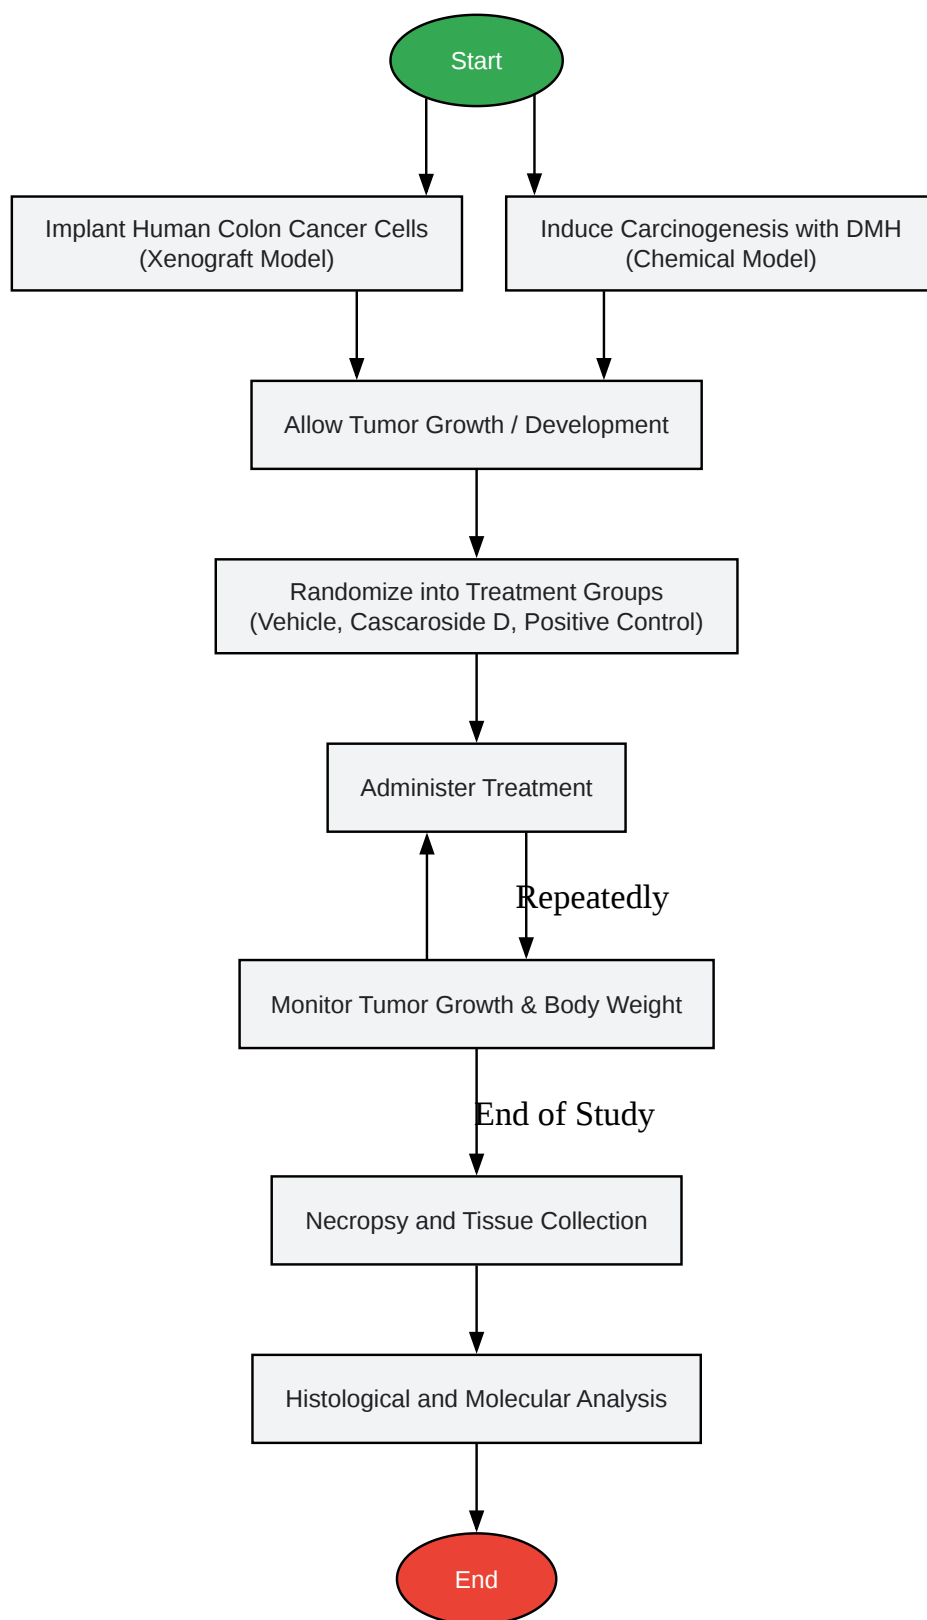 Start
Implant Human Colon Cancer Cells
(Xenograft Model)
Induce Carcinogenesis with DMH
(Chemical Model)
Allow Tumor Growth / Development
Randomize into Treatment Groups
(Vehicle, Cascaroside D, Positive Control)
Administer Treatment
Repeatedly
Monitor Tumor Growth & Body Weight
End of Study
Necropsy and Tissue Collection
Histological and Molecular Analysis
End